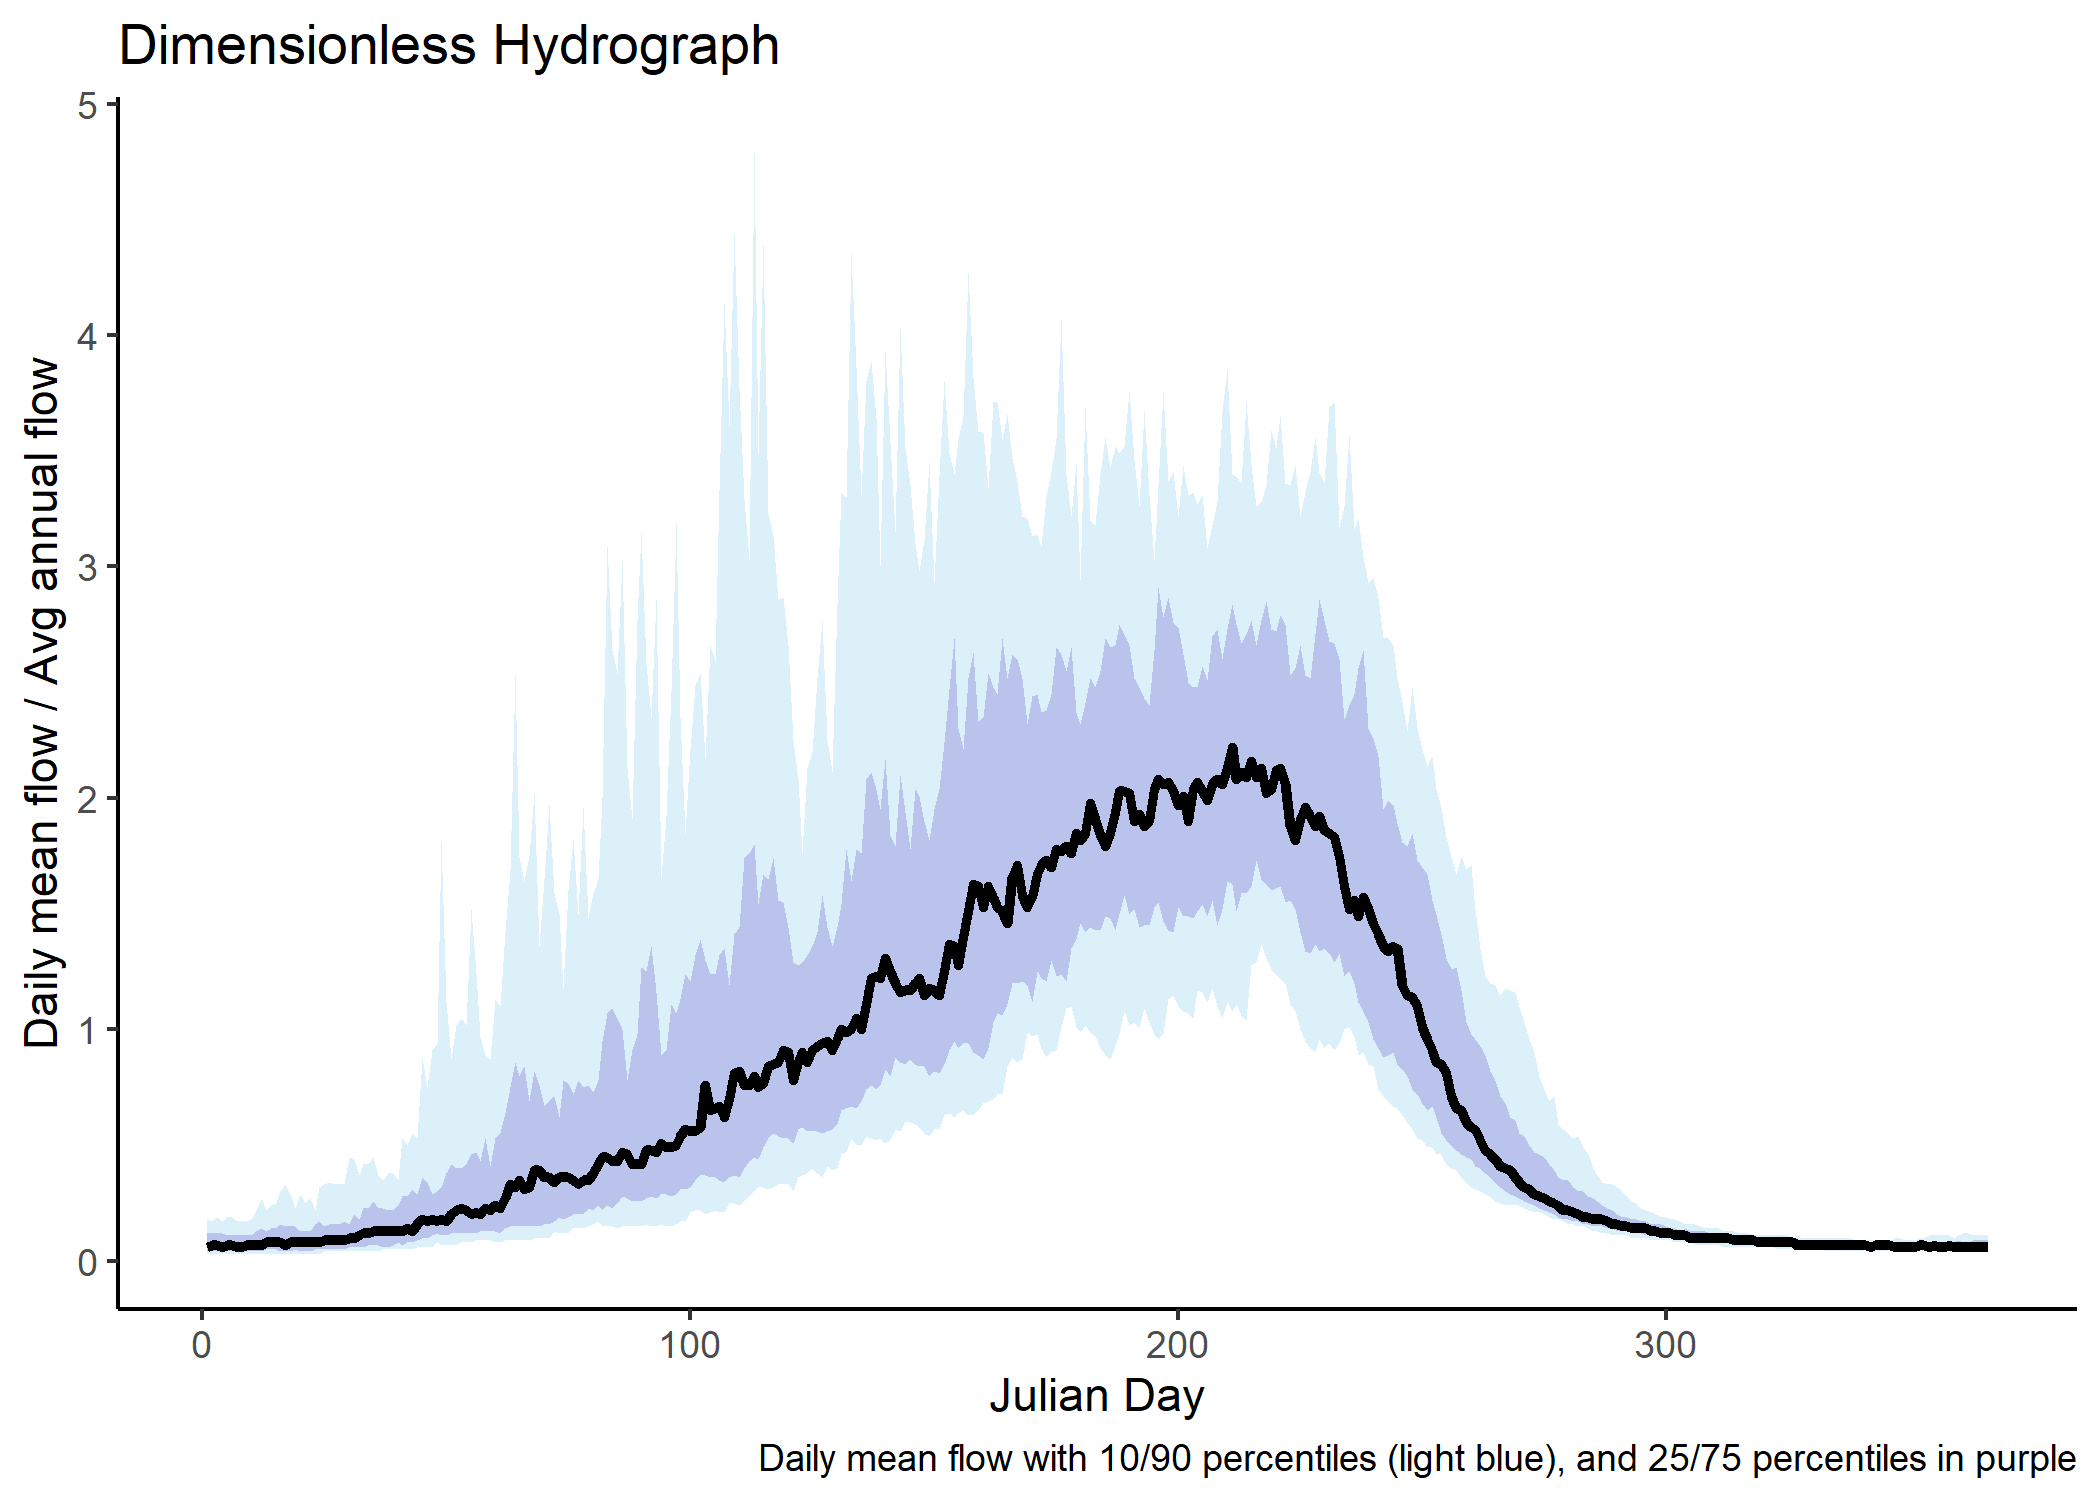 Dimensionless Hydrograph
5
4
3
2
1
0
Daily mean flow / Avg annual flow
0 100 200 300
Julian Day
Daily mean flow with 10/90 percentiles (light blue), and 25/75 percentiles in purple